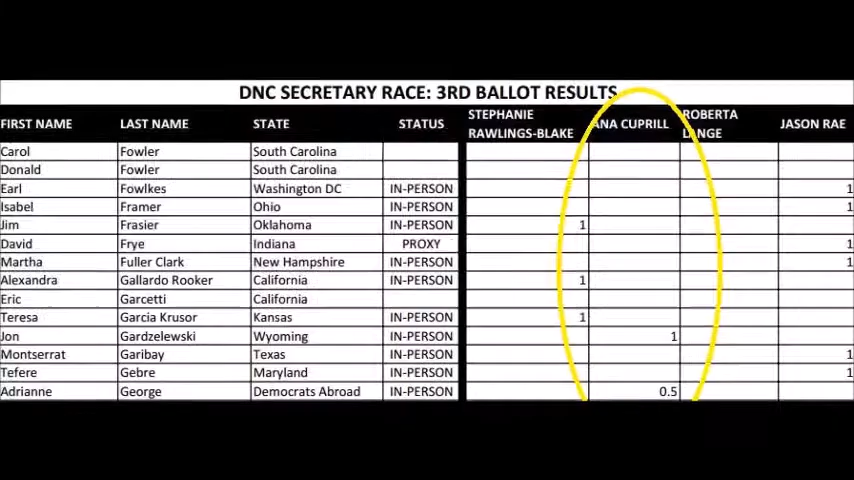 DNC SECRETARY RACE: 3RD BALLOT RESULTS
FIRST NAME LAST NAME STATE STATUS STEPHANIE RAWLINGS-BLAKE ANA CUPRILL ROBERTA LANGE JASON RAE
Carol Fowler South Carolina
Donald Fowler South Carolina
Earl Fowlkes Washington DC IN-PERSON 1
Isabel Framer Ohio IN-PERSON 1
Jim Frasier Oklahoma IN-PERSON 1
David Frye Indiana PROXY 1
Martha Fuller Clark New Hampshire IN-PERSON 1
Alexandra Gallardo Rooker California IN-PERSON 1
Eric Garcetti California
Teresa Garcia Krusor Kansas IN-PERSON 1
Jon Gardzelewski Wyoming IN-PERSON 1
Montserrat Garibay Texas IN-PERSON 1
Tefere Gebre Maryland IN-PERSON 1
Adrianne George Democrats Abroad IN-PERSON 0.5